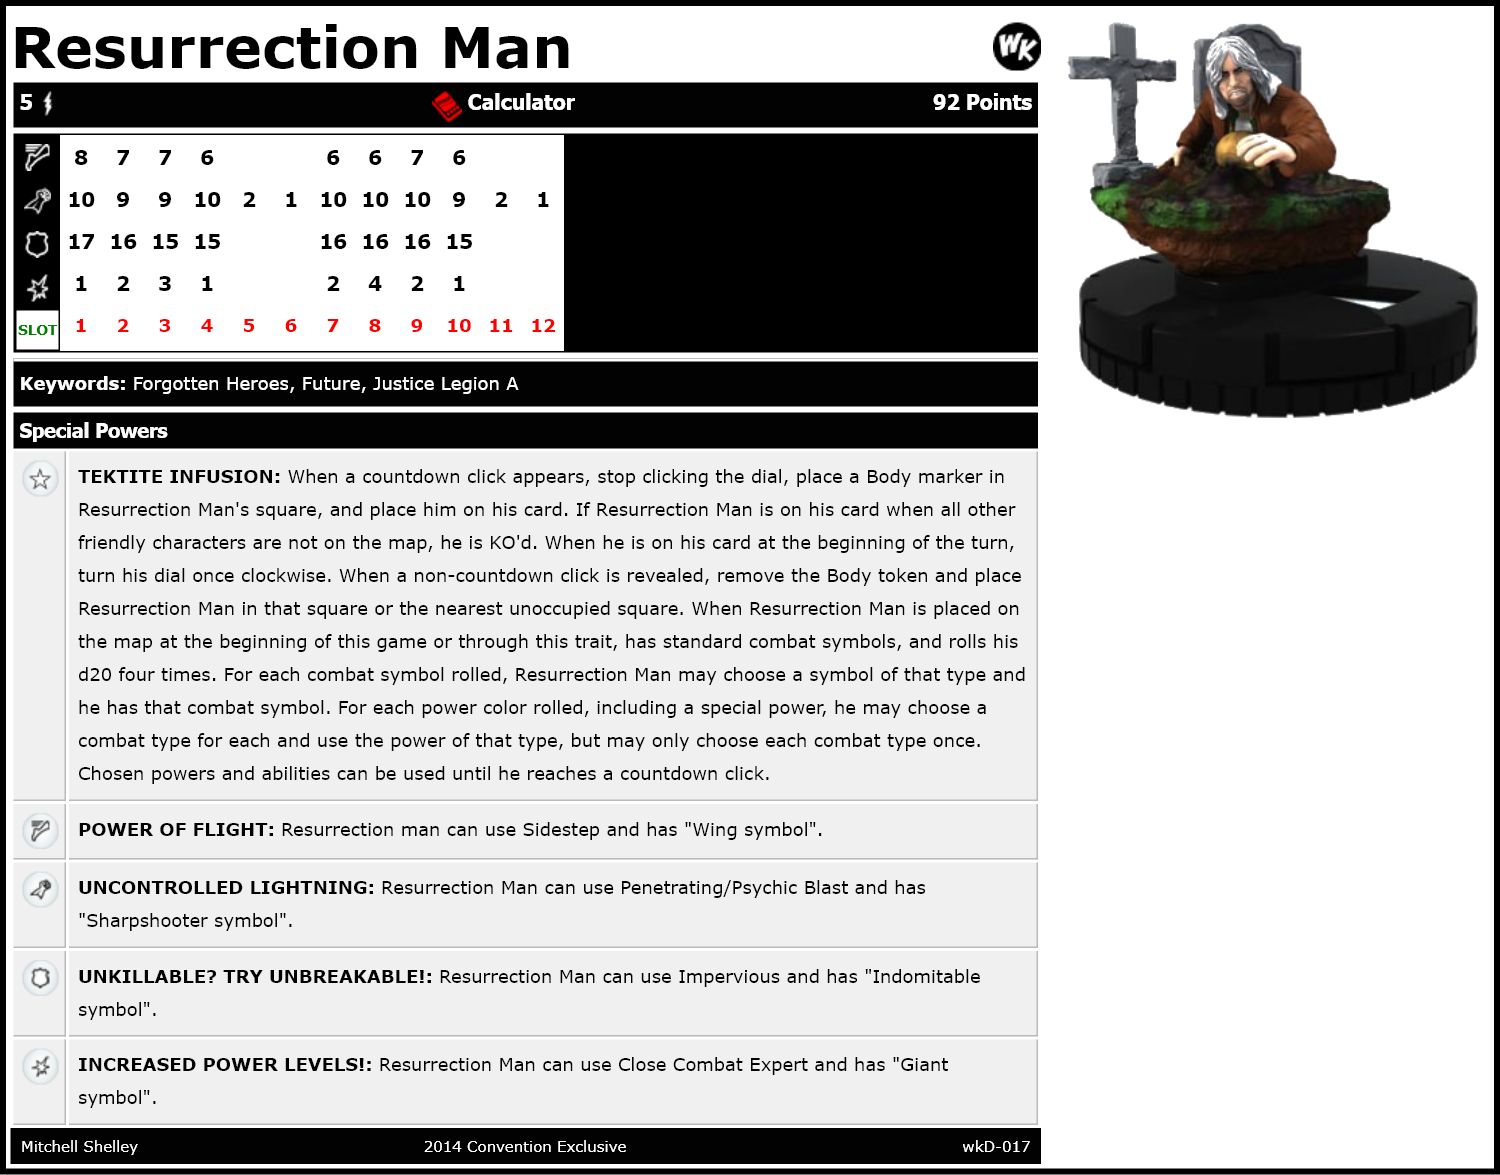 Resurrection Man
WK
5 Calculator 92 Points
8 7 7 6 6 6 7 6
10 9 9 10 2 1 10 10 10 9 2 1
17 16 15 15 16 16 16 15
1 2 3 1 2 4 2 1
SLOT 1 2 3 4 5 6 7 8 9 10 11 12
Keywords: Forgotten Heroes, Future, Justice Legion A
Special Powers
TEKTITE INFUSION: When a countdown click appears, stop clicking the dial, place a Body marker in
Resurrection Man's square, and place him on his card. If Resurrection Man is on his card when all other
friendly characters are not on the map, he is KO'd. When he is on his card at the beginning of the turn,
turn his dial once clockwise. When a non-countdown click is revealed, remove the Body token and place
Resurrection Man in that square or the nearest unoccupied square. When Resurrection Man is placed on
the map at the beginning of this game or through this trait, has standard combat symbols, and rolls his
d20 four times. For each combat symbol rolled, Resurrection Man may choose a symbol of that type and
he has that combat symbol. For each power color rolled, including a special power, he may choose a
combat type for each and use the power of that type, but may only choose each combat type once.
Chosen powers and abilities can be used until he reaches a countdown click.
POWER OF FLIGHT: Resurrection man can use Sidestep and has "Wing symbol".
UNCONTROLLED LIGHTNING: Resurrection Man can use Penetrating/Psychic Blast and has
"Sharpshooter symbol".
UNKILLABLE? TRY UNBREAKABLE!: Resurrection Man can use Impervious and has "Indomitable
symbol".
INCREASED POWER LEVELS!: Resurrection Man can use Close Combat Expert and has "Giant
symbol".
Mitchell Shelley 2014 Convention Exclusive wkD-017